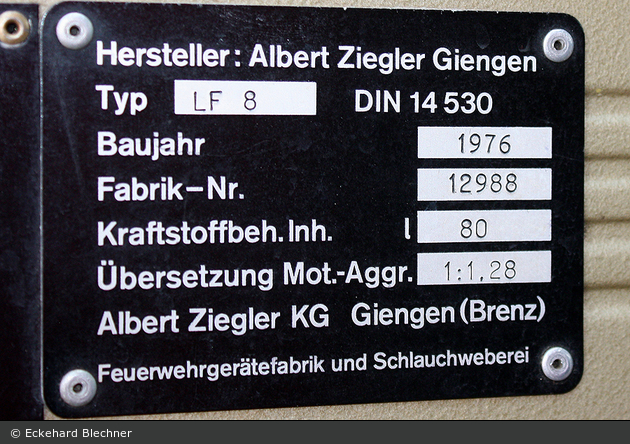 Hersteller: Albert Ziegler Giengen
Typ LF 8 DIN 14 530
Baujahr 1976
Fabrik-Nr. 12988
Kraftstoffbeh. Inh. l 80
Übersetzung Mot.-Aggr. 1:1,28
Albert Ziegler KG Giengen (Brenz)
Feuerwehrgerätefabrik und Schlauchweberei
© Eckehard Blechner